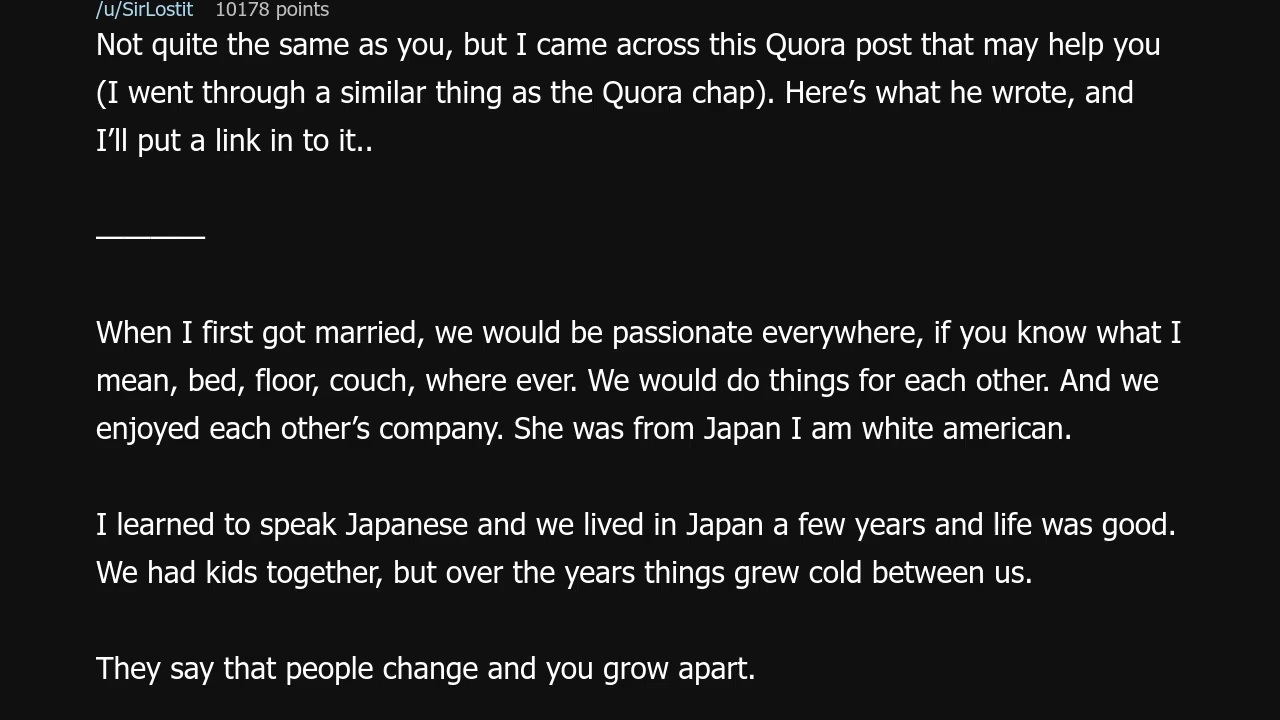 /u/SirLostit 10178 points
Not quite the same as you, but I came across this Quora post that may help you
(I went through a similar thing as the Quora chap). Here’s what he wrote, and
I’ll put a link in to it..
________
When I first got married, we would be passionate everywhere, if you know what I
mean, bed, floor, couch, where ever. We would do things for each other. And we
enjoyed each other’s company. She was from Japan I am white american.
I learned to speak Japanese and we lived in Japan a few years and life was good.
We had kids together, but over the years things grew cold between us.
They say that people change and you grow apart.